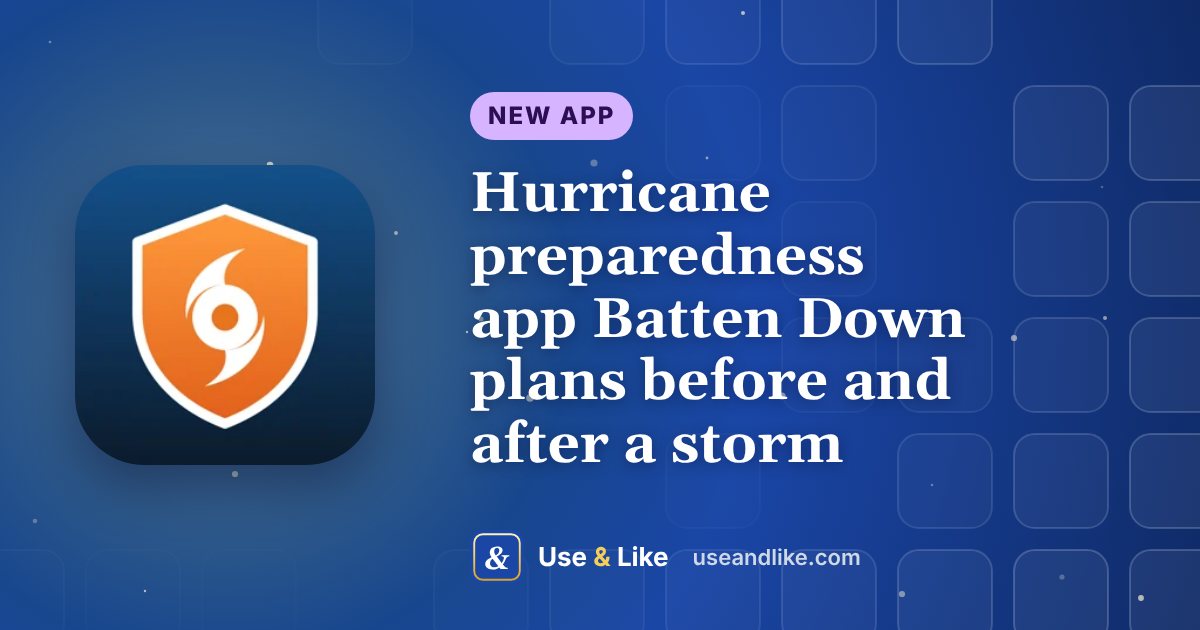 NEW APP
Hurricane
preparedness
app Batten Down
plans before and
after a storm
& Use & Like useandlike.com